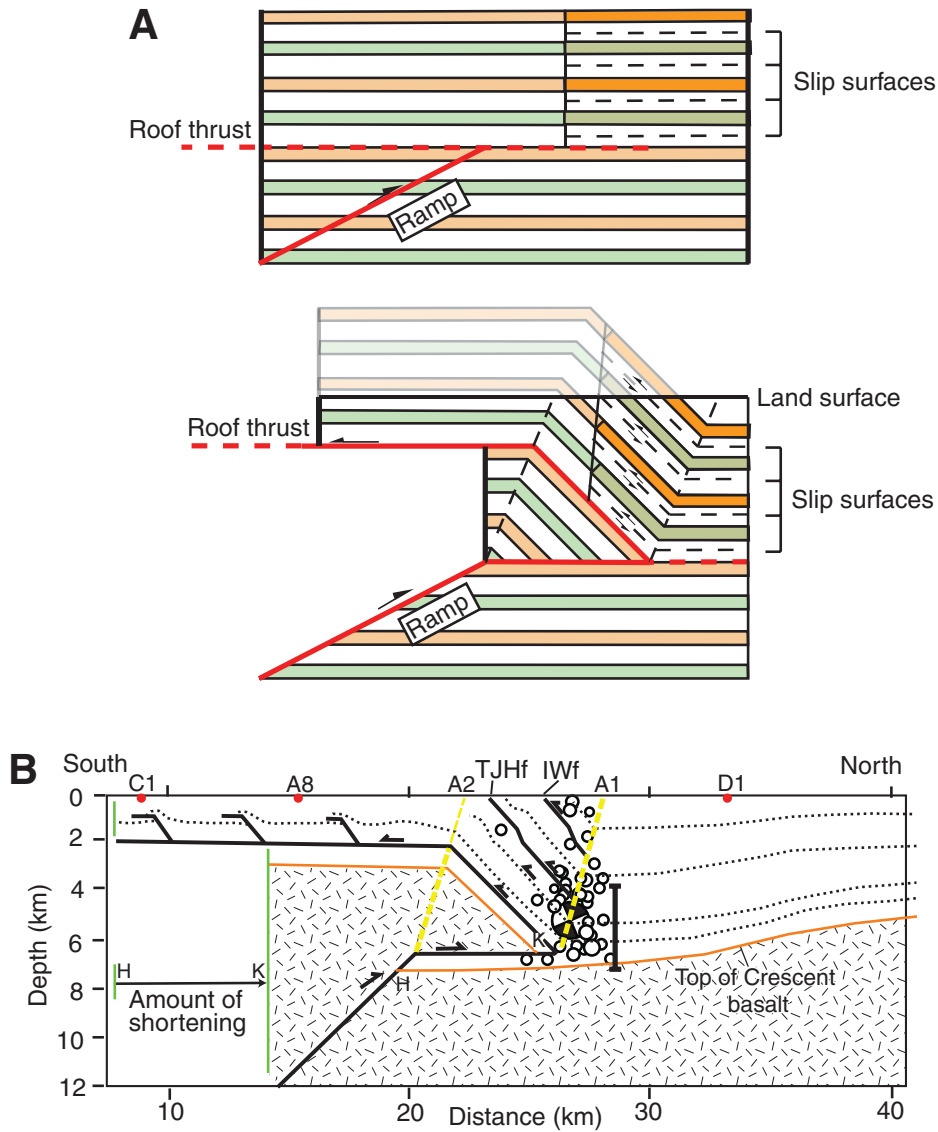 A
Slip surfaces
Roof thrust
Ramp
Land surface
Roof thrust
Slip surfaces
Ramp
B
South
TJHf
IWf
North
C1
A8
A2
A1
D1
0
2
4
6
8
10
12
Depth (km)
H
K
Amount of
shortening
H
K
Top of Crescent
basalt
10
20
30
40
Distance (km)